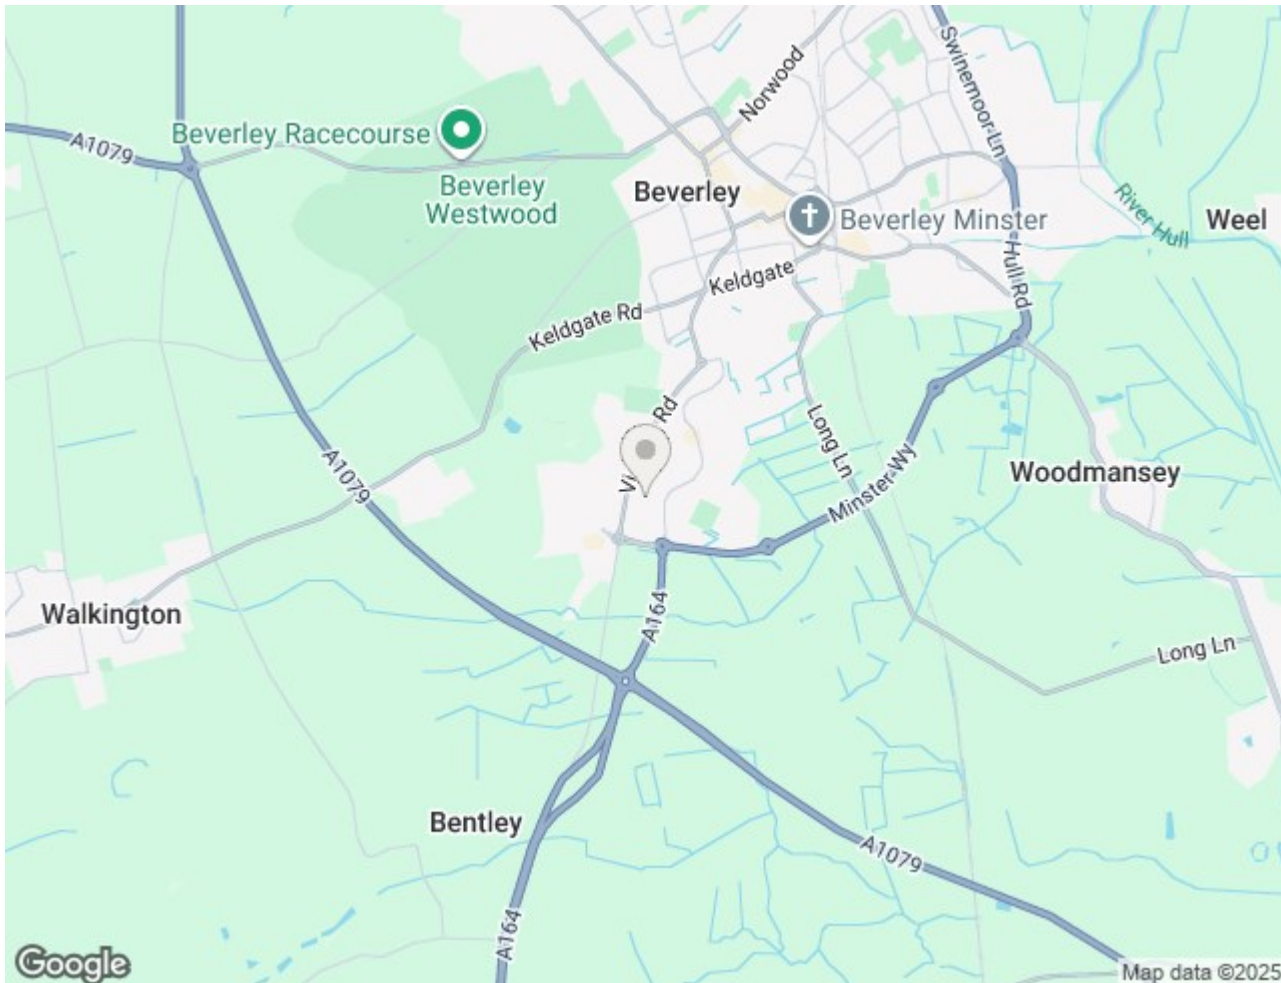 Swinemoor Ln
Norwood
A1079
Beverley Racecourse
Beverley
Westwood
Beverley
Beverley Minster
River Hull
Weel
Hull Rd
Keldgate
Keldgate Rd
Rd
Long Ln
Minster Wy
Woodmansey
A1079
Walkington
A164
Long Ln
Bentley
A1079
A164
Google
Map data ©2025